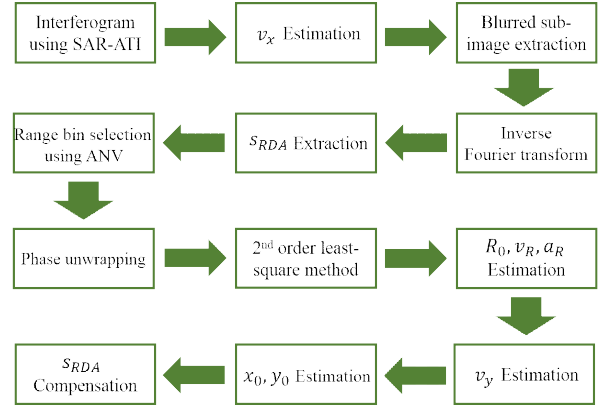 Interferogram
using SAR-ATI
v_x Estimation
Blurred sub-
image extraction
Inverse
Fourier transform
s_RDA Extraction
Range bin selection
using ANV
Phase unwrapping
2nd order least-
square method
R_0, v_R, a_R
Estimation
v_y Estimation
x_0, y_0 Estimation
s_RDA
Compensation